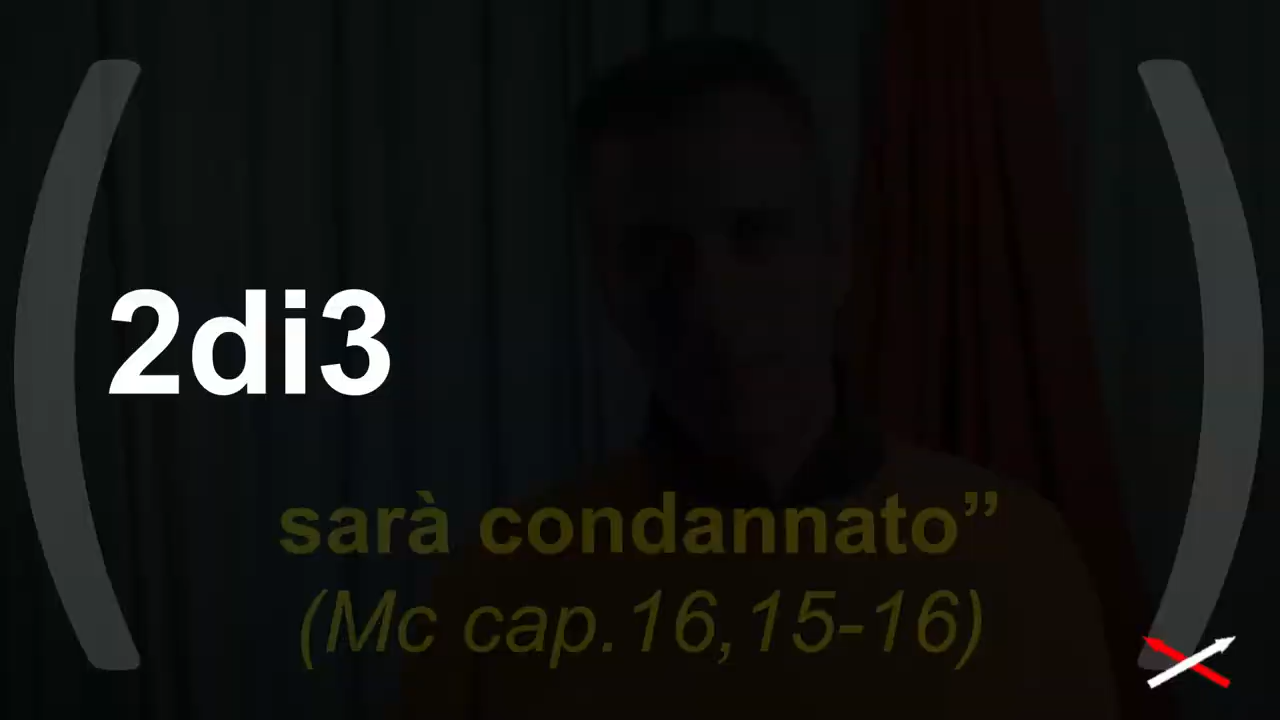 2di3
sarà condannato”
(Mc cap.16,15-16)